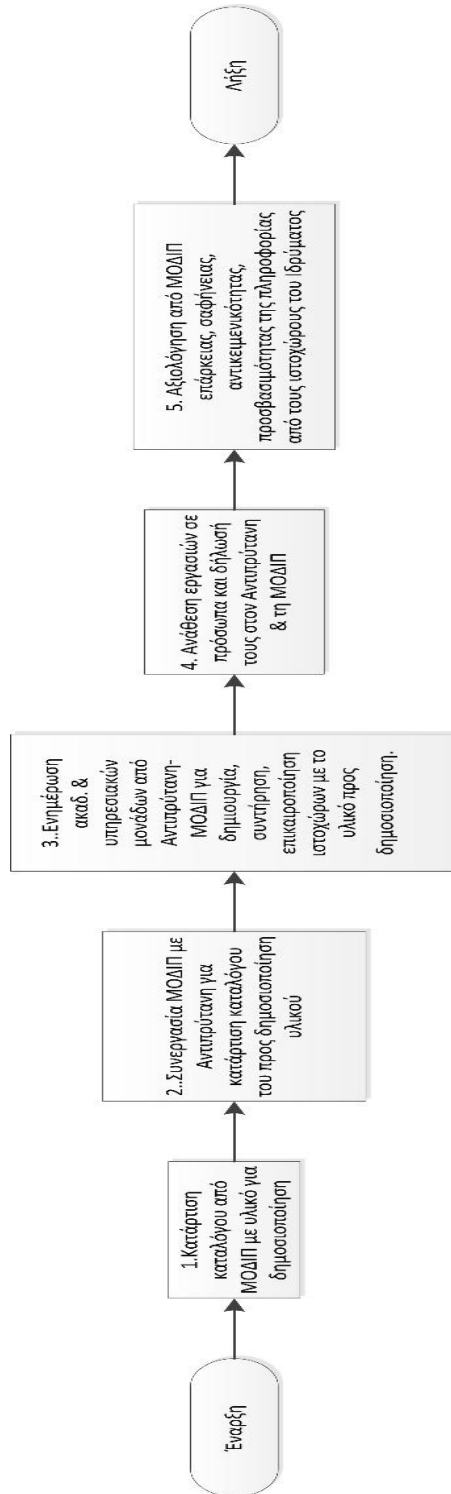 Έναρξη
1.Κατάρτιση
καταλόγου από
ΜΟΔΙΠ με υλικό για
δημοσιοποίηση
2..Συνεργασία ΜΟΔΙΠ με
Αντιπρύτανη για
κατάρτιση καταλόγου
του προς δημοσιοποίηση
υλικού
3..Ενημέρωση
ακαδ. &
υπηρεσιακών
μονάδων από
Αντιπρύτανη-
ΜΟΔΙΠ για
δημιουργία,
συντήρηση,
επικαιροποίηση
ιστοχώρων με το
υλικό προς
δημοσιοποίηση.
4. Ανάθεση εργασιών σε
πρόσωπα και δήλωσή
τους στον Αντιπρύτανη
& τη ΜΟΔΙΠ
5. Αξιολόγηση από ΜΟΔΙΠ
επάρκειας, σαφήνειας,
αντικειμενικότητας,
προσβασιμότητας της πληροφορίας
από τους ιστοχώρους του Ιδρύματος
Λήξη